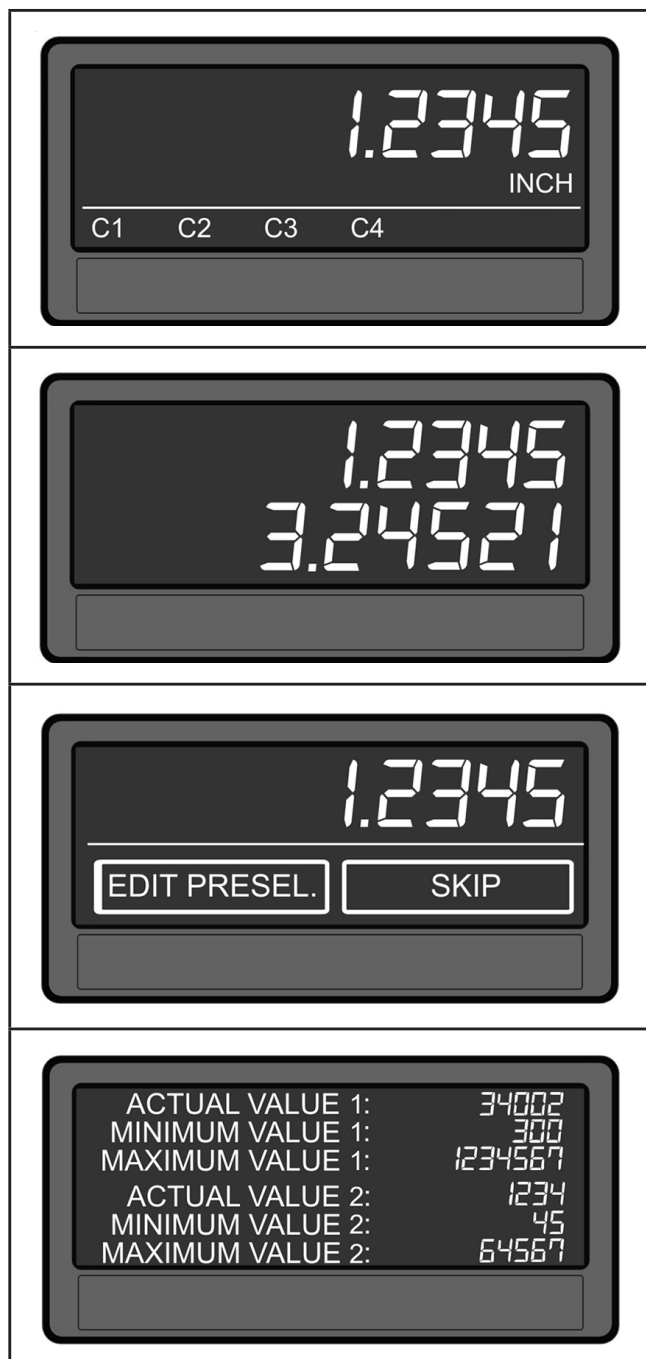 1.2345
INCH
C1 C2 C3 C4
1.2345
3.24521
1.2345
EDIT PRESEL. SKIP
ACTUAL VALUE 1: 34002
MINIMUM VALUE 1: 300
MAXIMUM VALUE 1: 1234567
ACTUAL VALUE 2: 1234
MINIMUM VALUE 2: 45
MAXIMUM VALUE 2: 64567